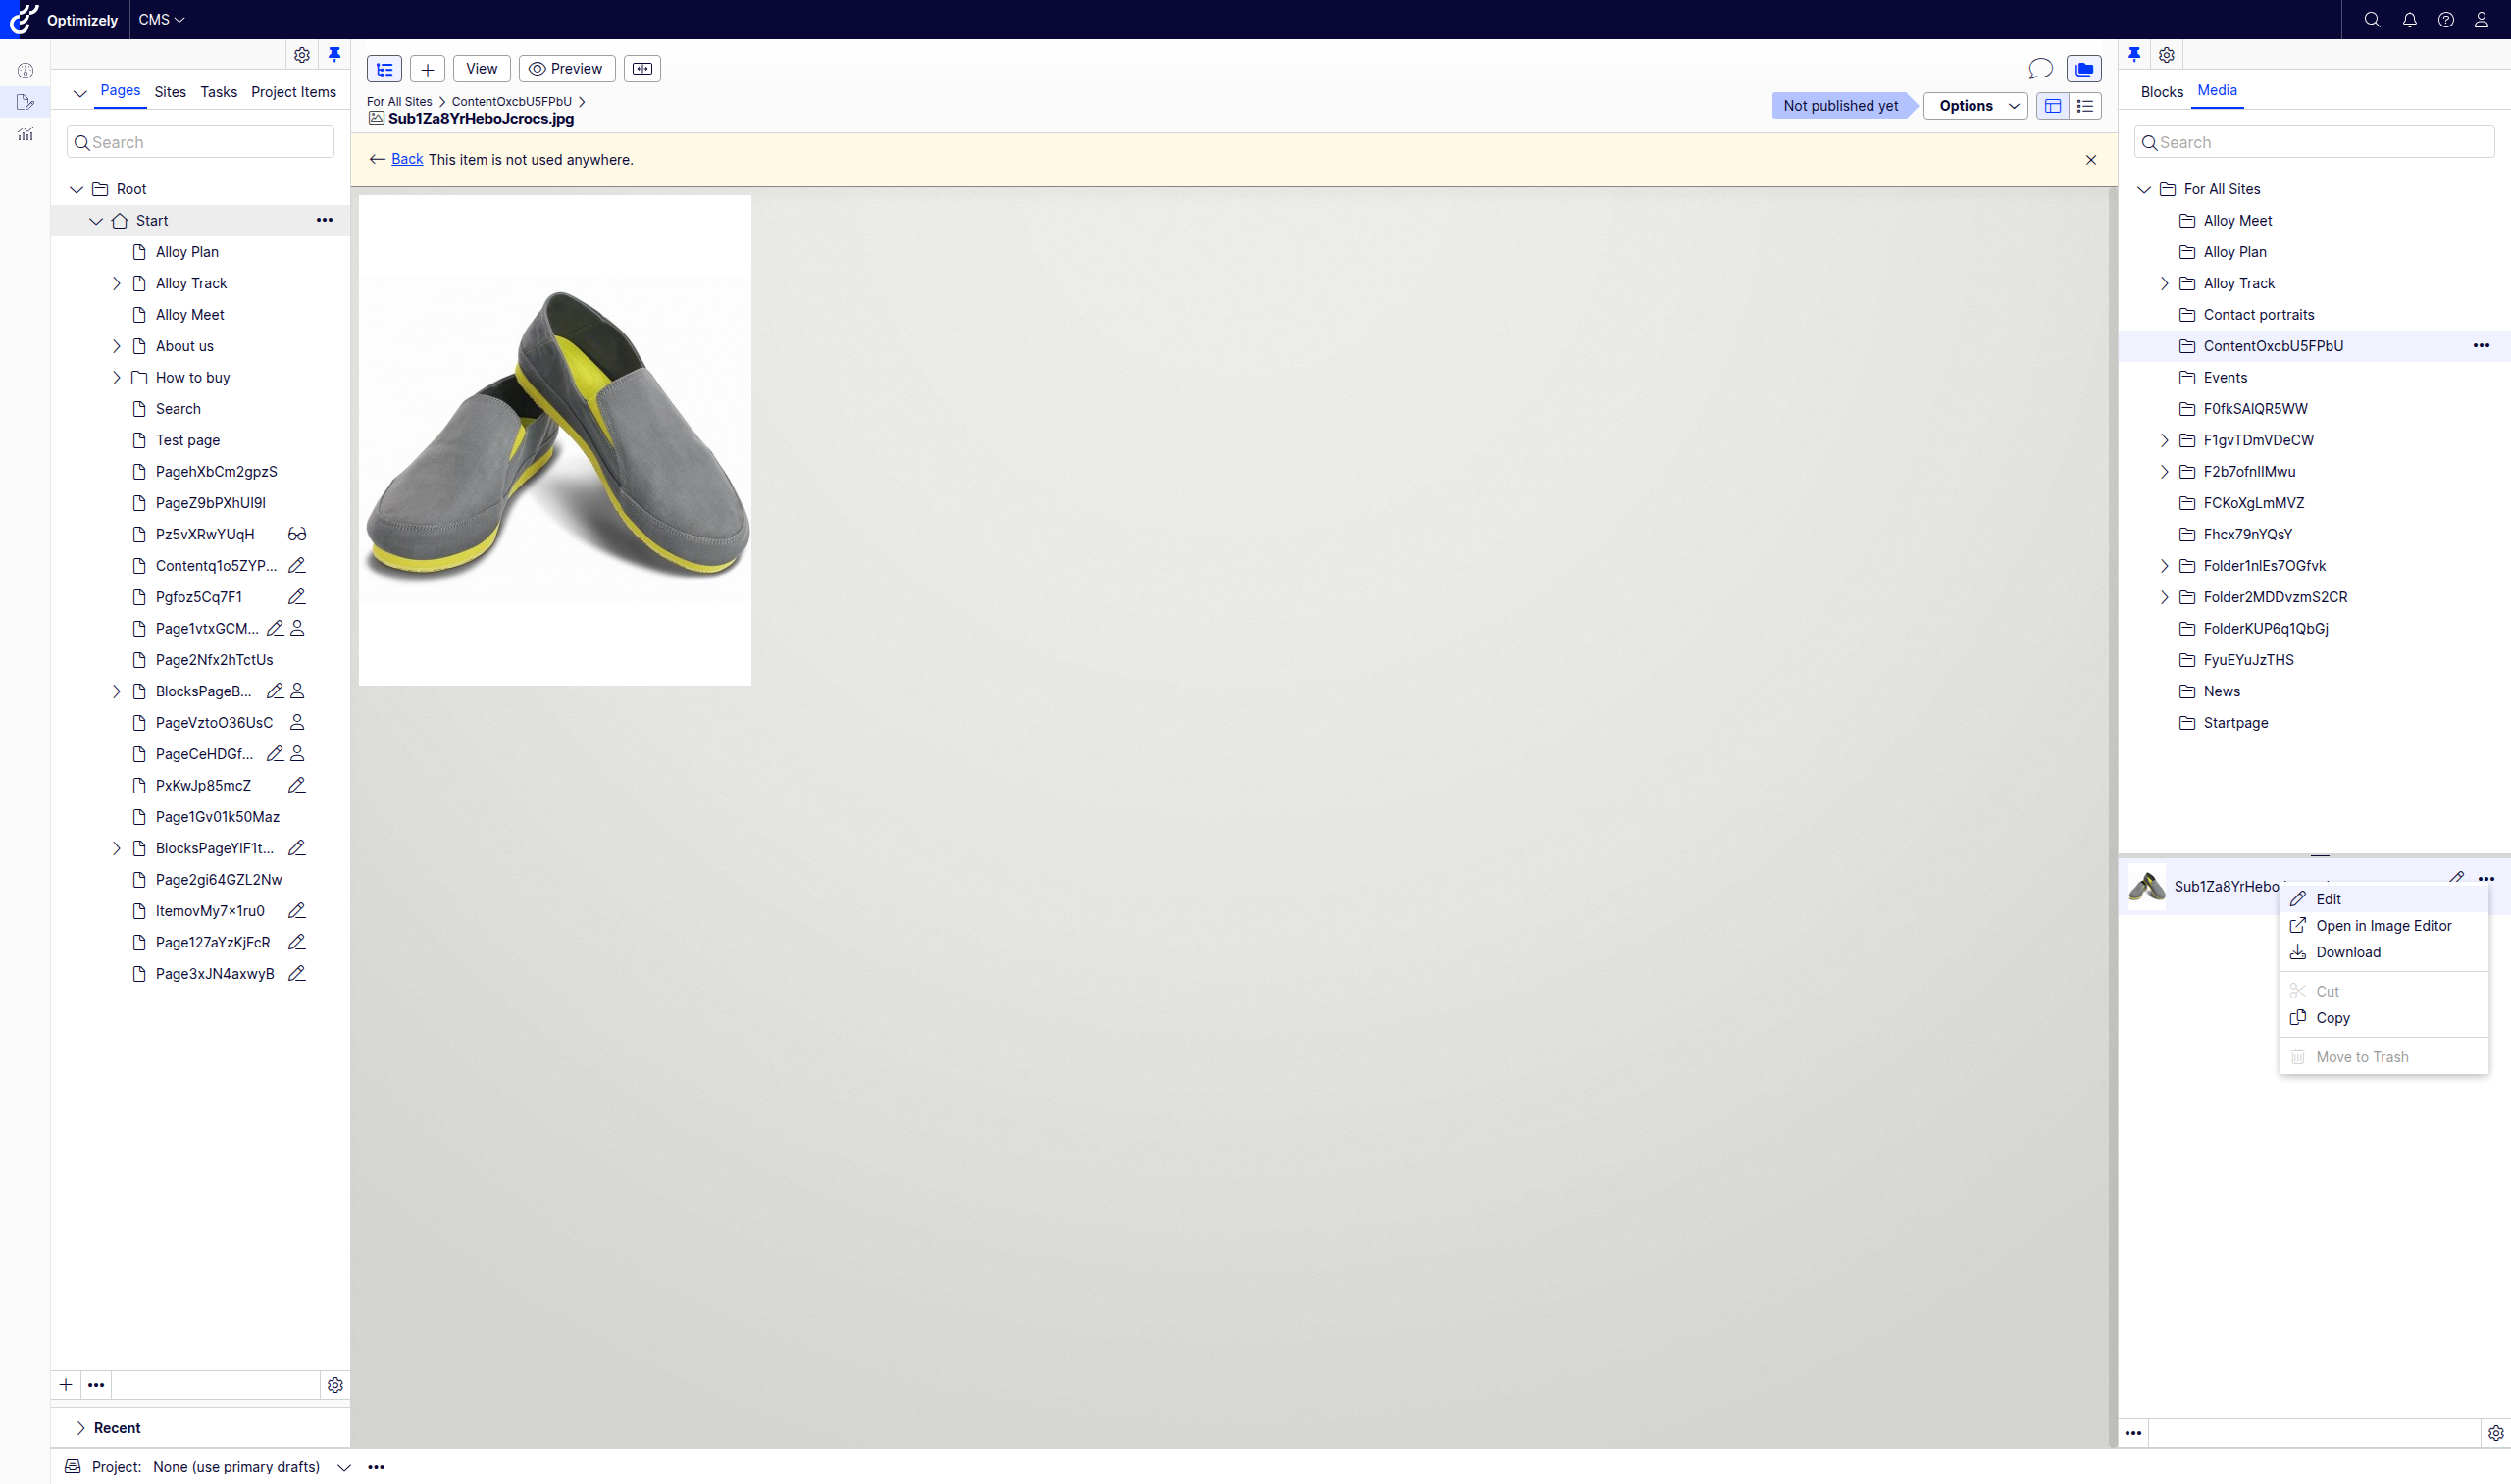 Optimizely CMS
Pages Sites Tasks Project Items
Search
Root
Start
Alloy Plan
Alloy Track
Alloy Meet
About us
How to buy
Search
Test page
PagehXbCm2gpzS
PageZ9bPXhUI9I
Pz5vXRwYUqH
Contentq1o5ZYP...
Pgfoz5Cq7F1
Page1vtxGCM...
Page2Nfx2hTctUs
BlocksPageB...
PageVztoO36UsC
PageCeHDGf...
PxKwJp85mcZ
Page1Gv01k50Maz
BlocksPageYIF1t...
Page2gi64GZL2Nw
ItemovMy7x1ru0
Page127aYzKjFcR
Page3xJN4axwyB
Recent
Project: None (use primary drafts)
View Preview
For All Sites > ContentOxcbU5FPbU >
Sub1Za8YrHeboJcrocs.jpg
Not published yet Options
Back This item is not used anywhere.
Blocks Media
Search
For All Sites
Alloy Meet
Alloy Plan
Alloy Track
Contact portraits
ContentOxcbU5FPbU
Events
F0fkSAIQR5WW
F1gvTDmVDeCW
F2b7ofnIIMwu
FCKoXgLmMVZ
Fhcx79nYQsY
Folder1nIEs7OGfvk
Folder2MDDvzmS2CR
FolderKUP6q1QbGj
FyuEYuJzTHS
News
Startpage
Sub1Za8YrHebo
Edit
Open in Image Editor
Download
Cut
Copy
Move to Trash